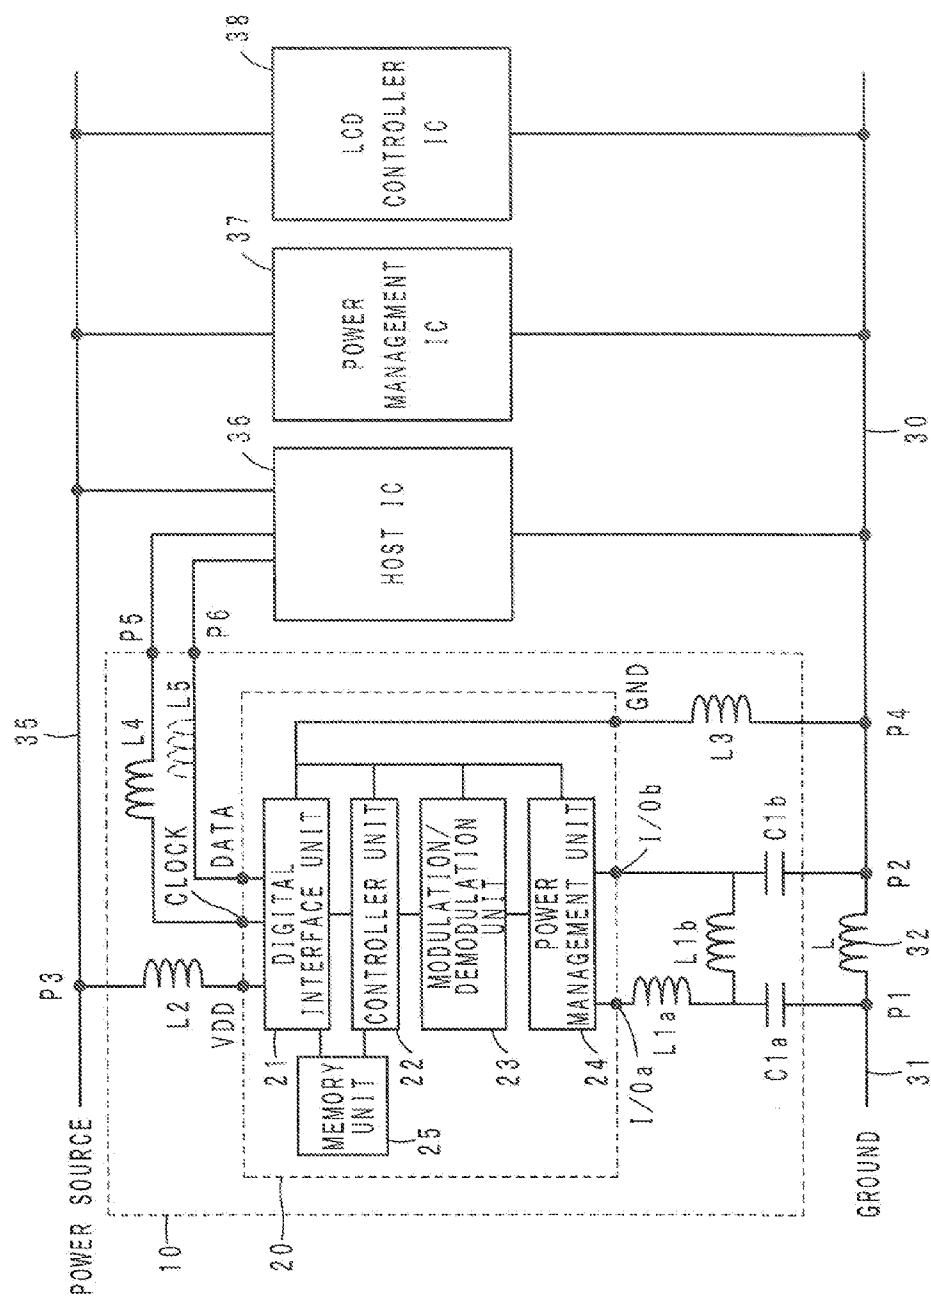 POWER SOURCE
P3
35
L2
VDD
CLOCK
DATA
L4
L5
P5
P6
36
HOST IC
37
POWER
MANAGEMENT
IC
38
LCD
CONTROLLER
IC
10
20
21
DIGITAL
INTERFACE UNIT
22
CONTROLLER UNIT
23
MODULATION/
DEMODULATION
UNIT
24
POWER
MANAGEMENT UNIT
MEMORY
UNIT
25
GND
L3
I/Oa
I/Ob
L1a
L1b
C1a
C1b
L
32
GROUND
31
P1
P2
P4
30